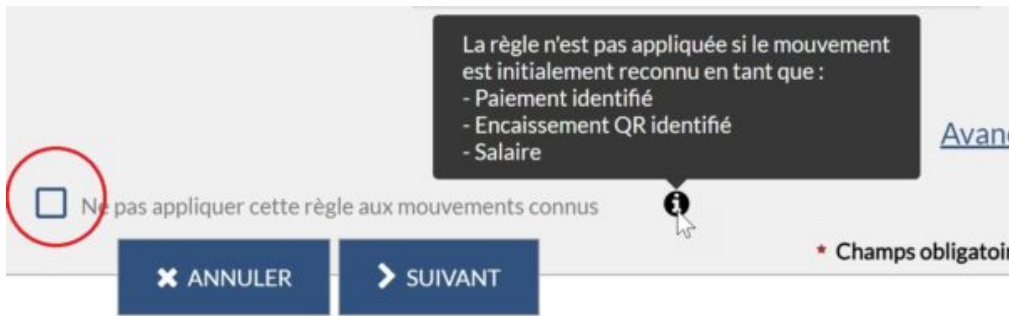 La règle n'est pas appliquée si le mouvement
est initialement reconnu en tant que :
- Paiement identifié
- Encaissement QR identifié
- Salaire
Ne pas appliquer cette règle aux mouvements connus
ANNULER
SUIVANT
* Champs